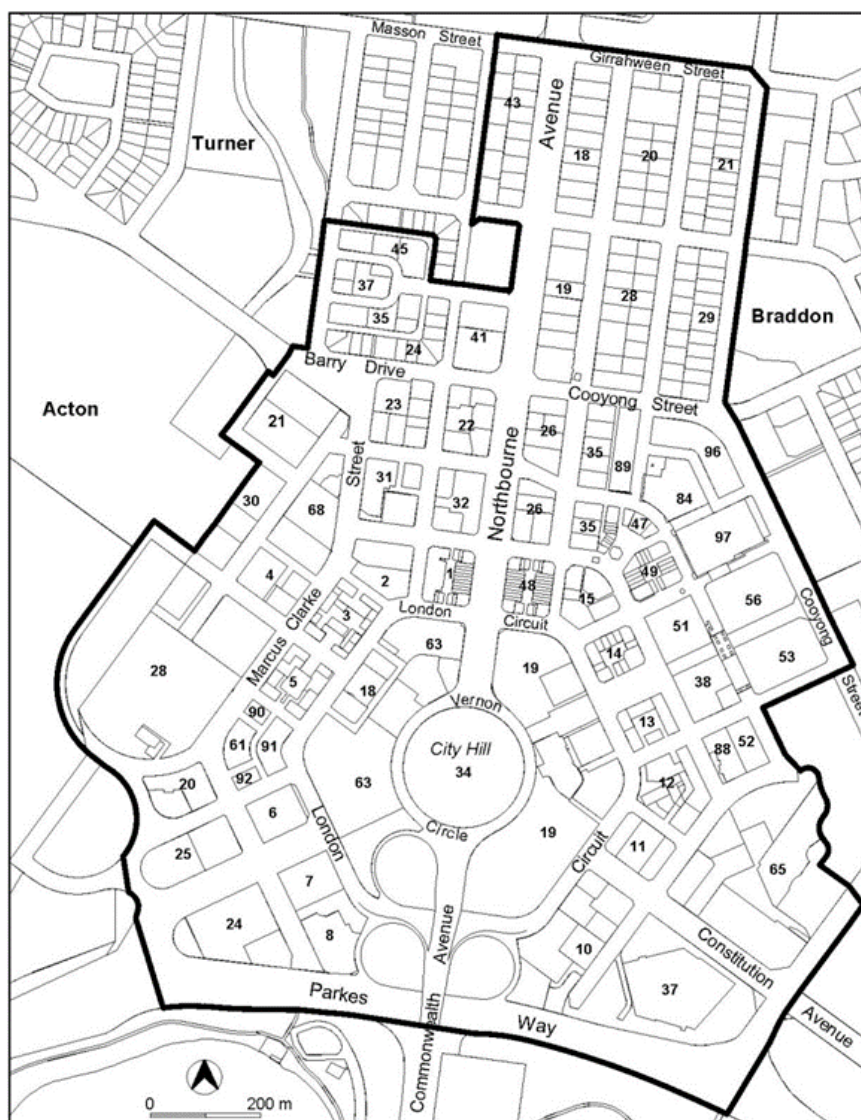 Masson Street
Girrahween Street
43
Avenue
Turner
18
20
21
45
37
19
28
29
35
Braddon
41
24
Barry Drive
Cooyong Street
Acton
23
22
26
35
96
21
Street
Northbourne
89
31
84
30
68
32
26
35
47
97
4
2
1
48
49
Marcus Clarke
3
London Circuit
15
56
Cooyong
51
63
19
14
28
5
18
53
Vernon
38
Street
90
City Hill
13
61
91
34
88
52
92
20
63
12
6
London
Circle
19
Circuit
11
25
65
7
24
8
Avenue
10
Constitution
37
Parkes Way
Avenue
Commonwealth
0 200 m